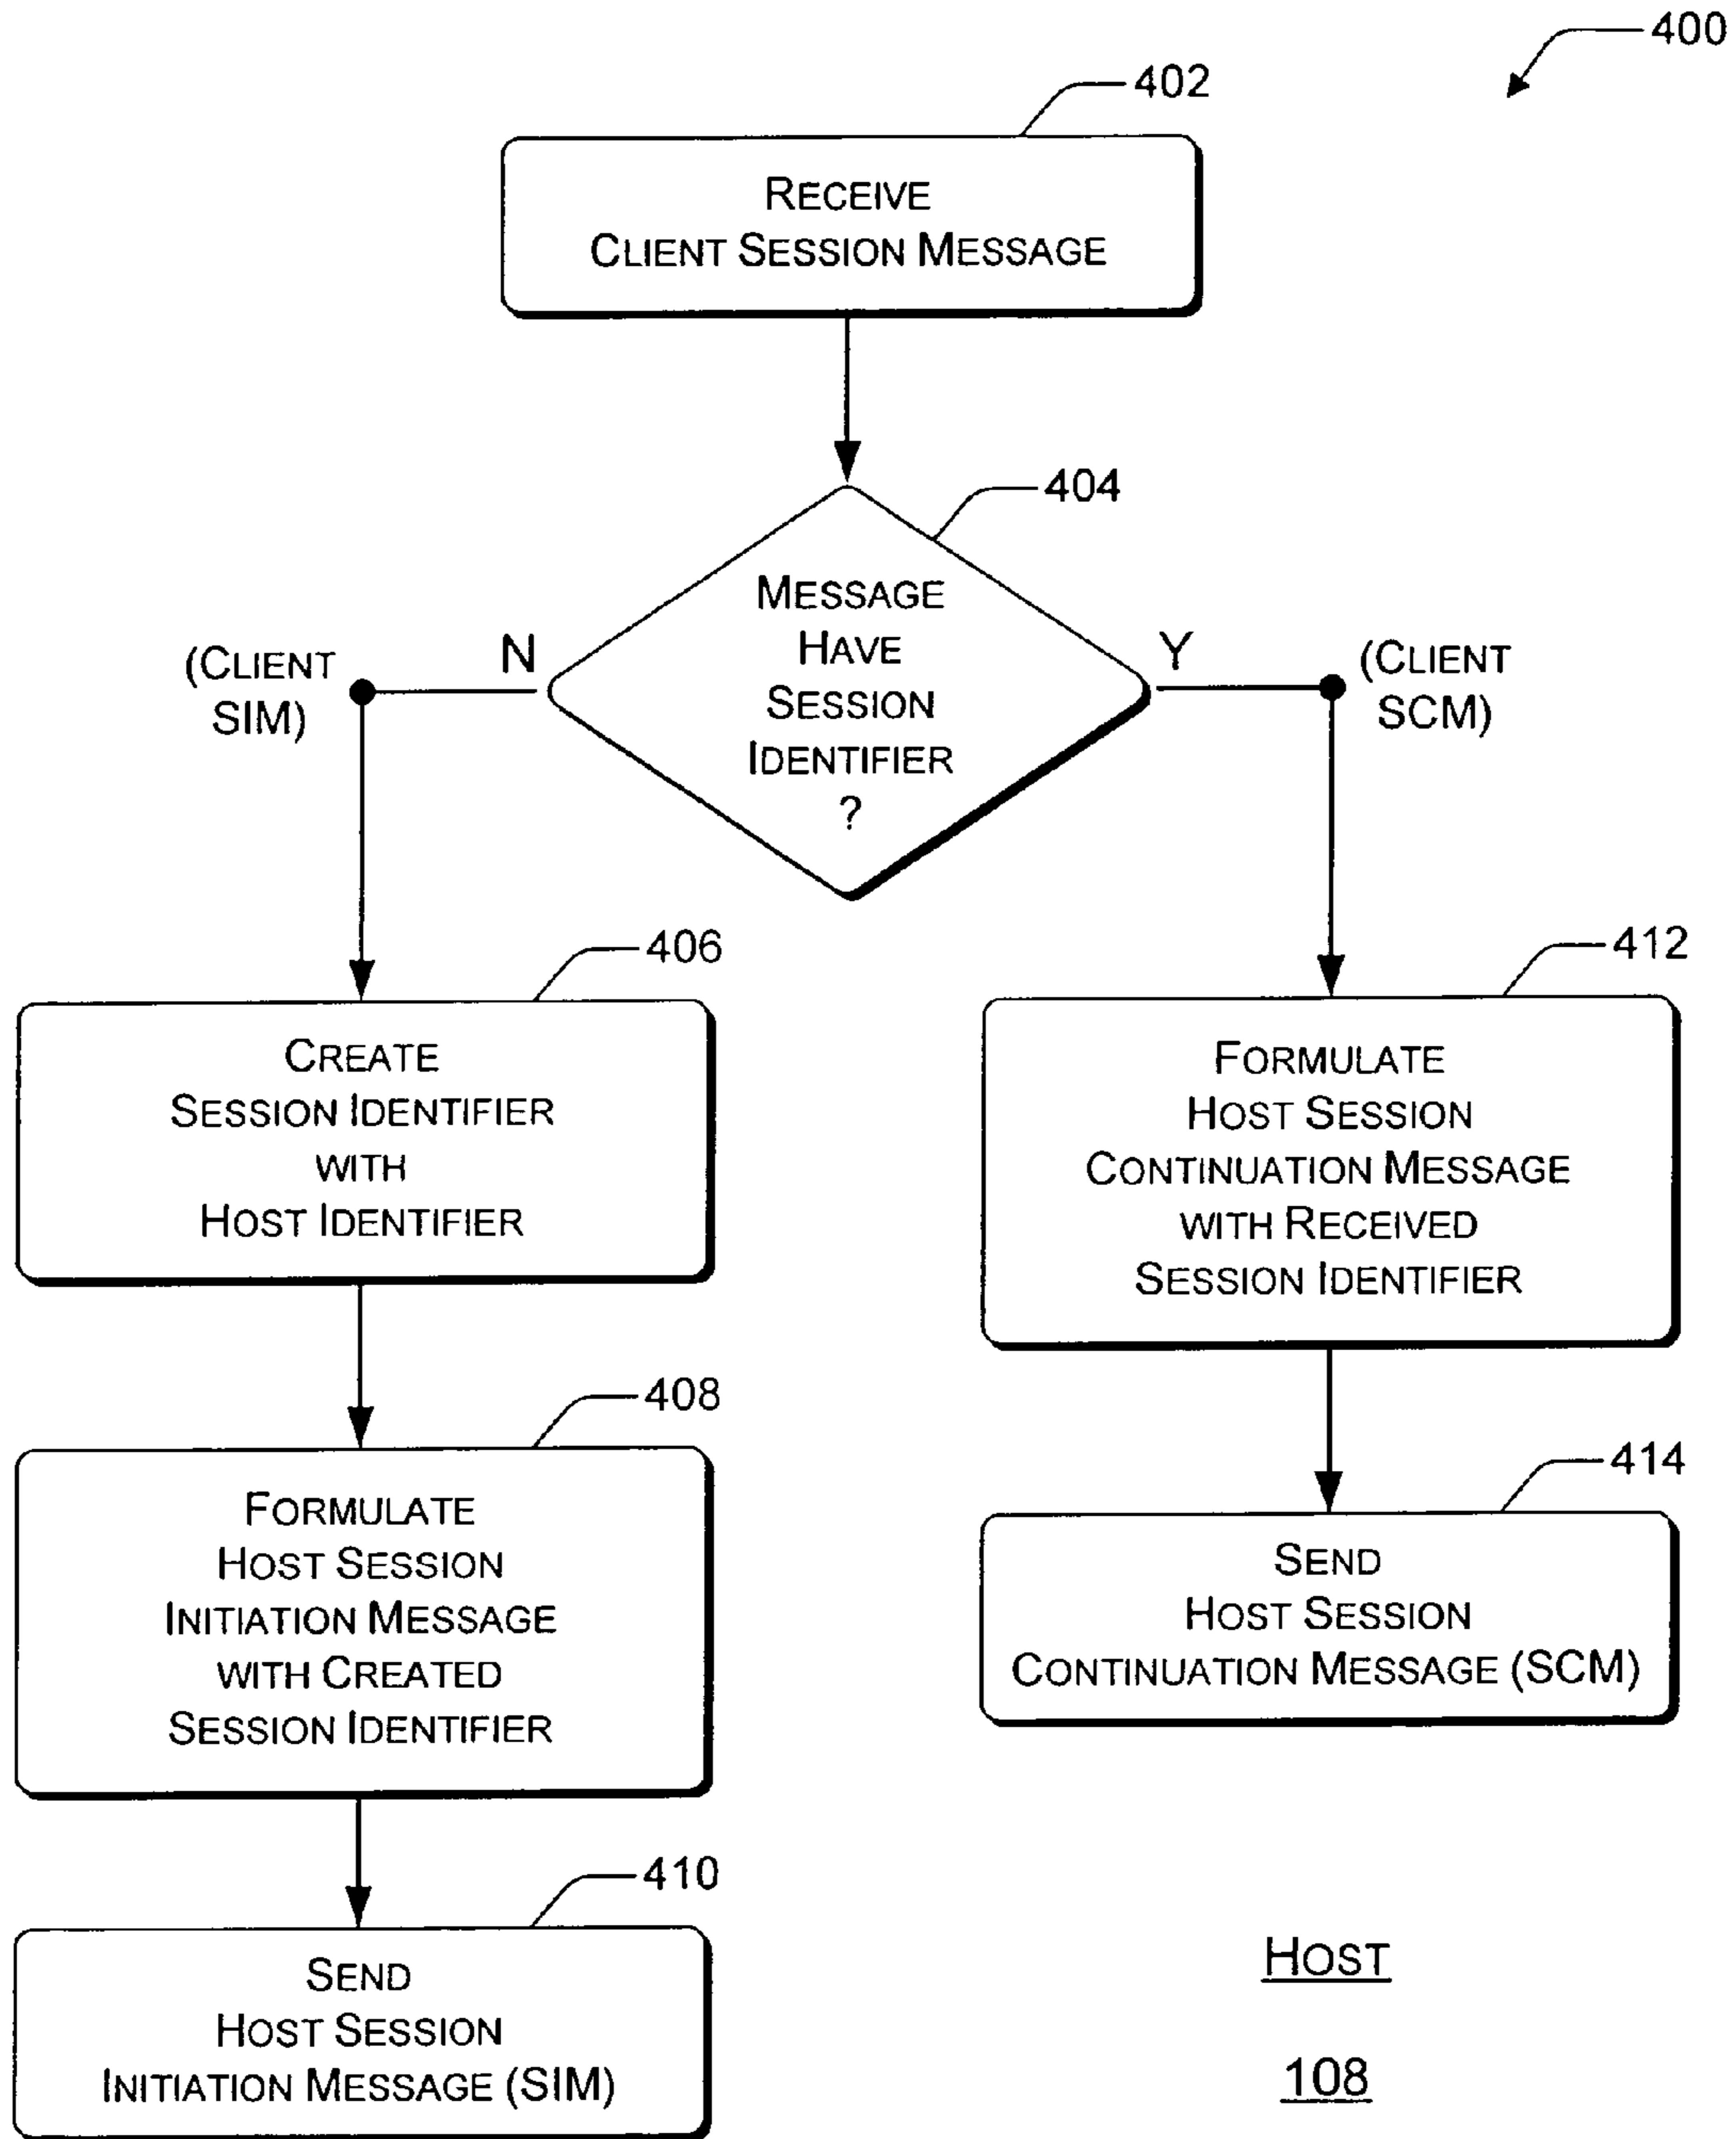 400
402
RECEIVE
CLIENT SESSION MESSAGE
404
MESSAGE
HAVE
SESSION
IDENTIFIER
?
N
(CLIENT
SIM)
Y
(CLIENT
SCM)
406
CREATE
SESSION IDENTIFIER
WITH
HOST IDENTIFIER
412
FORMULATE
HOST SESSION
CONTINUATION MESSAGE
WITH RECEIVED
SESSION IDENTIFIER
408
FORMULATE
HOST SESSION
INITIATION MESSAGE
WITH CREATED
SESSION IDENTIFIER
414
SEND
HOST SESSION
CONTINUATION MESSAGE (SCM)
410
SEND
HOST SESSION
INITIATION MESSAGE (SIM)
HOST
108